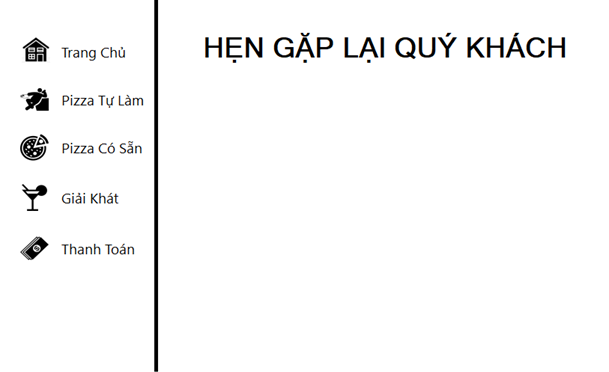 Trang Chủ
Pizza Tự Làm
Pizza Có Sẵn
Giải Khát
Thanh Toán
HẸN GẶP LẠI QUÝ KHÁCH